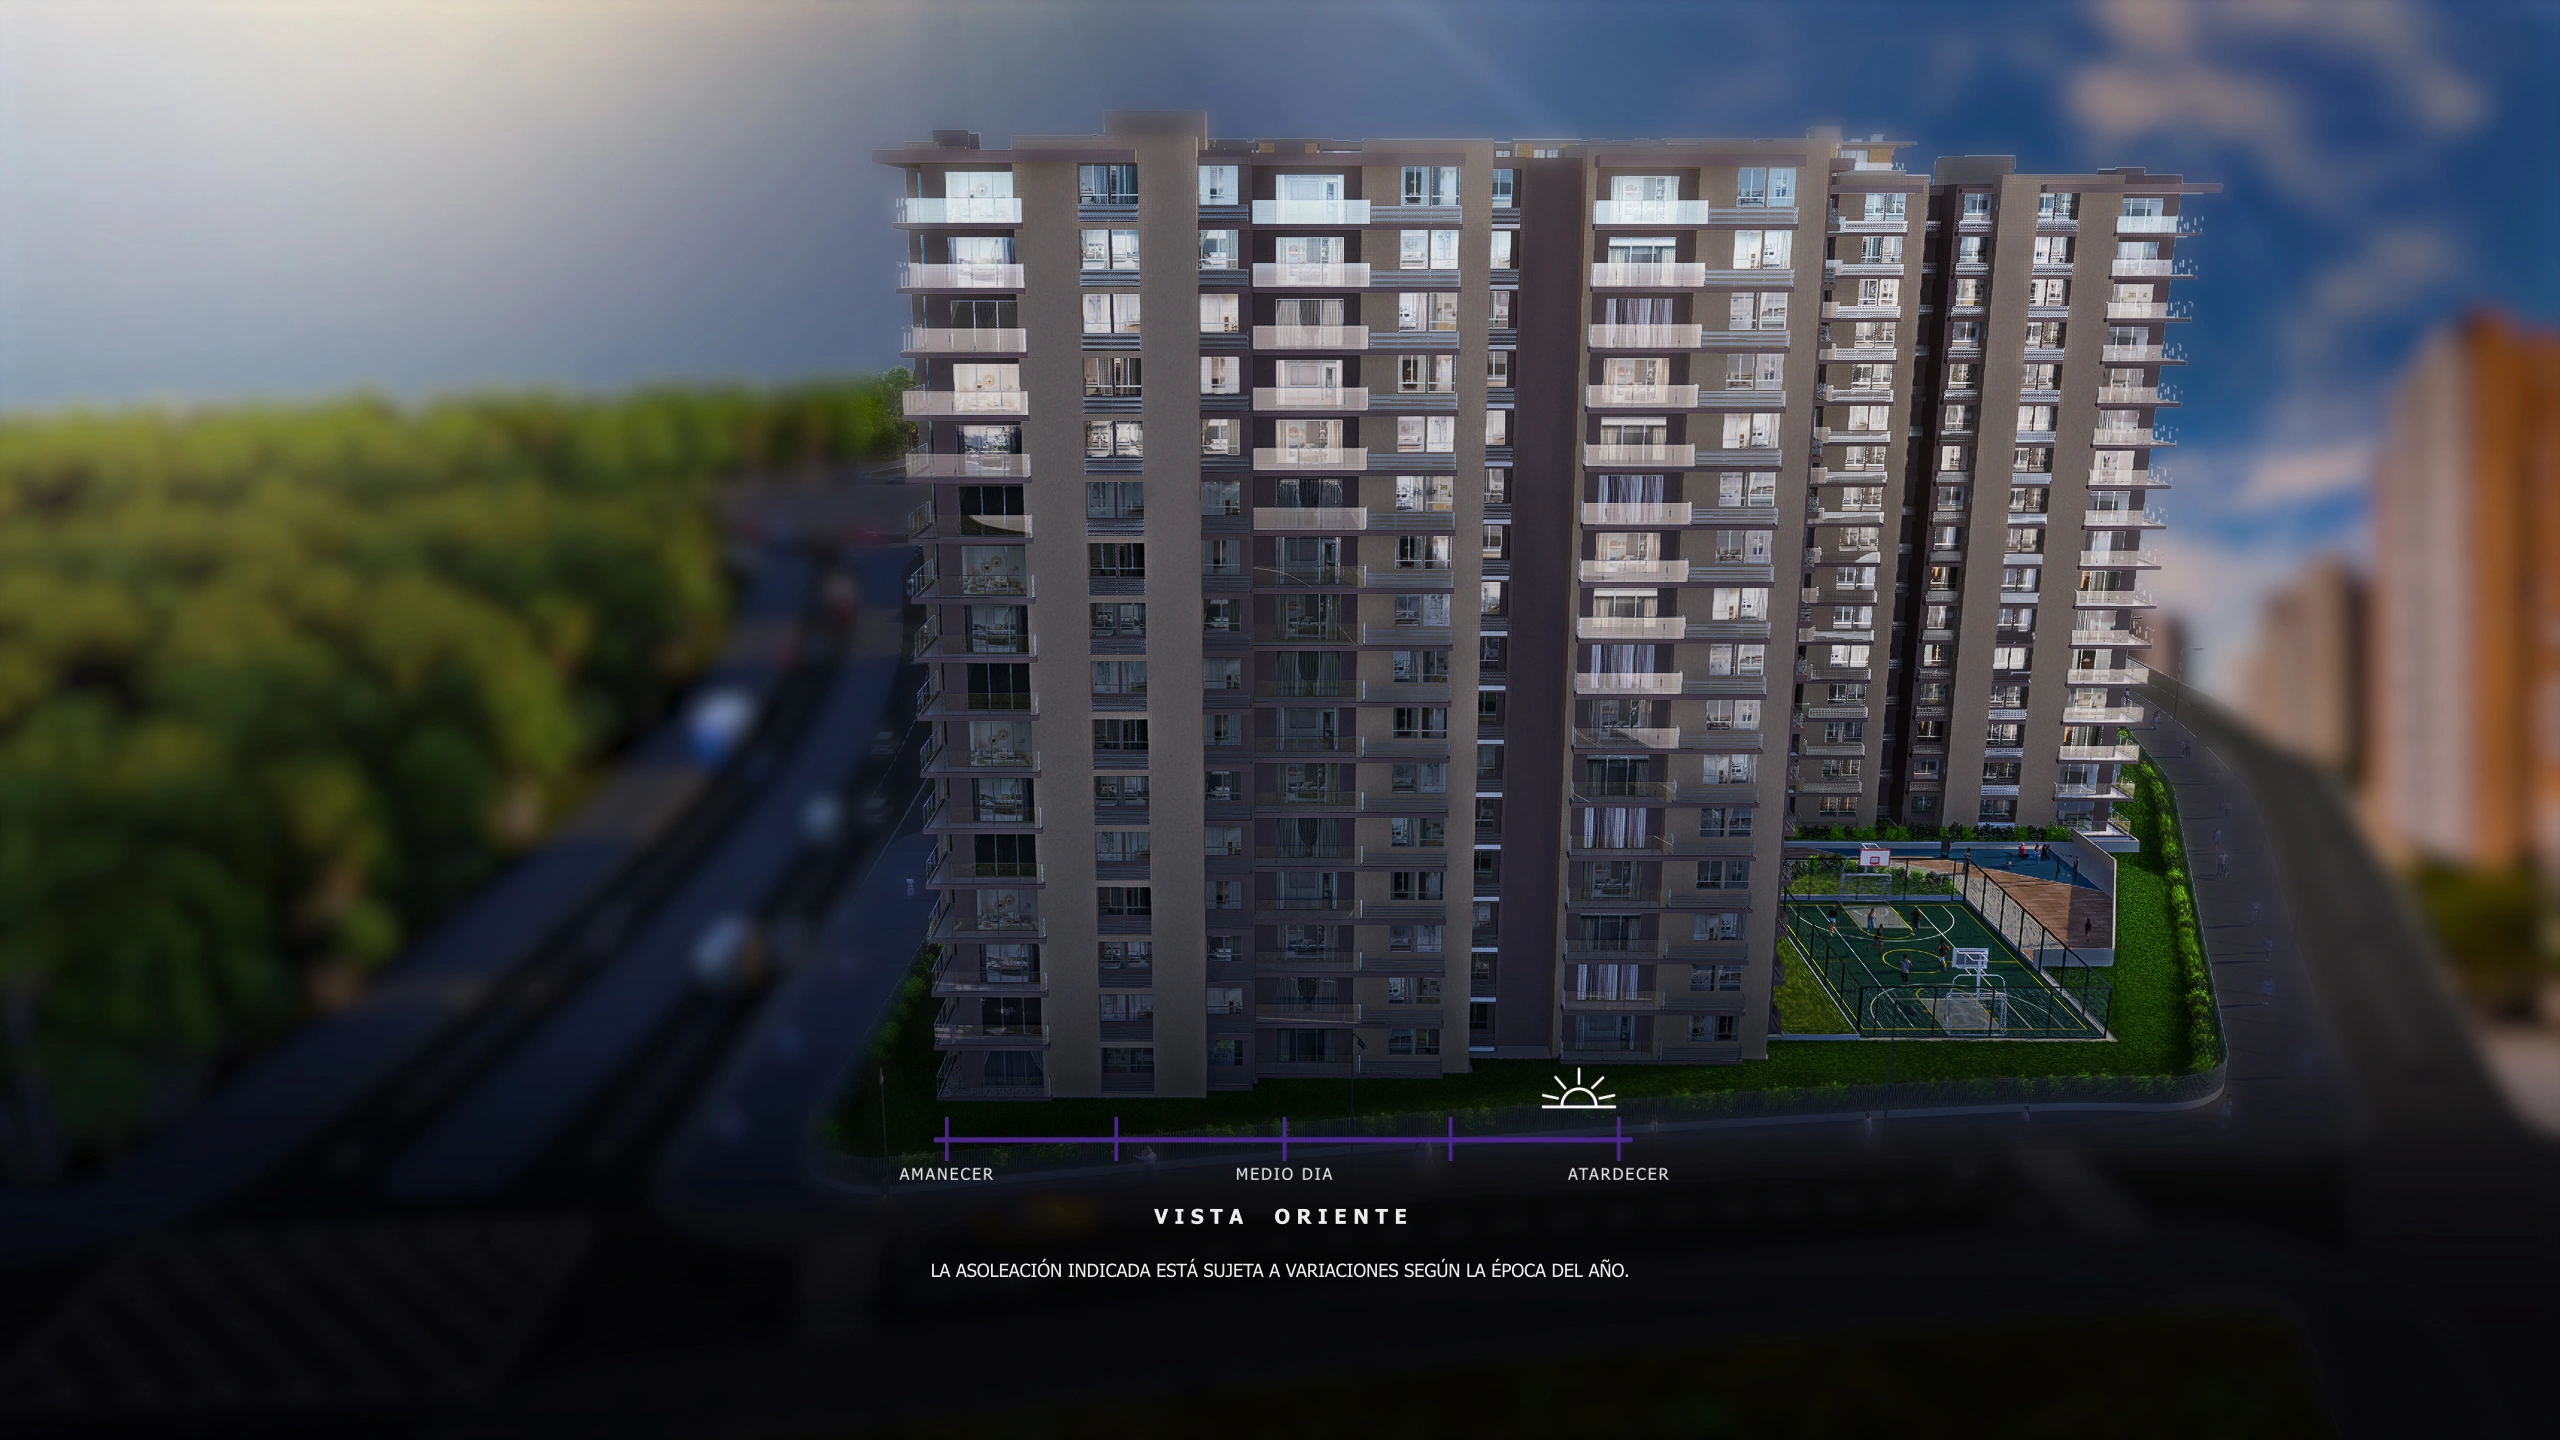 AMANECER MEDIO DIA ATARDECER
VISTA ORIENTE
LA ASOLEACIÓN INDICADA ESTÁ SUJETA A VARIACIONES SEGÚN LA ÉPOCA DEL AÑO.